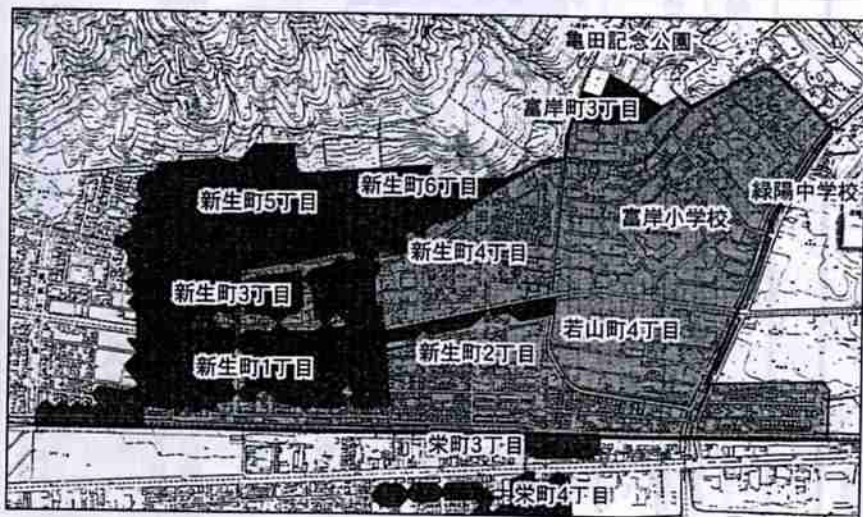 亀田記念公園
富岸町3丁目
緑陽中学校
新生町6丁目
新生町5丁目
富岸小学校
新生町4丁目
新生町3丁目
若山町4丁目
新生町2丁目
新生町1丁目
栄町3丁目
栄町4丁目